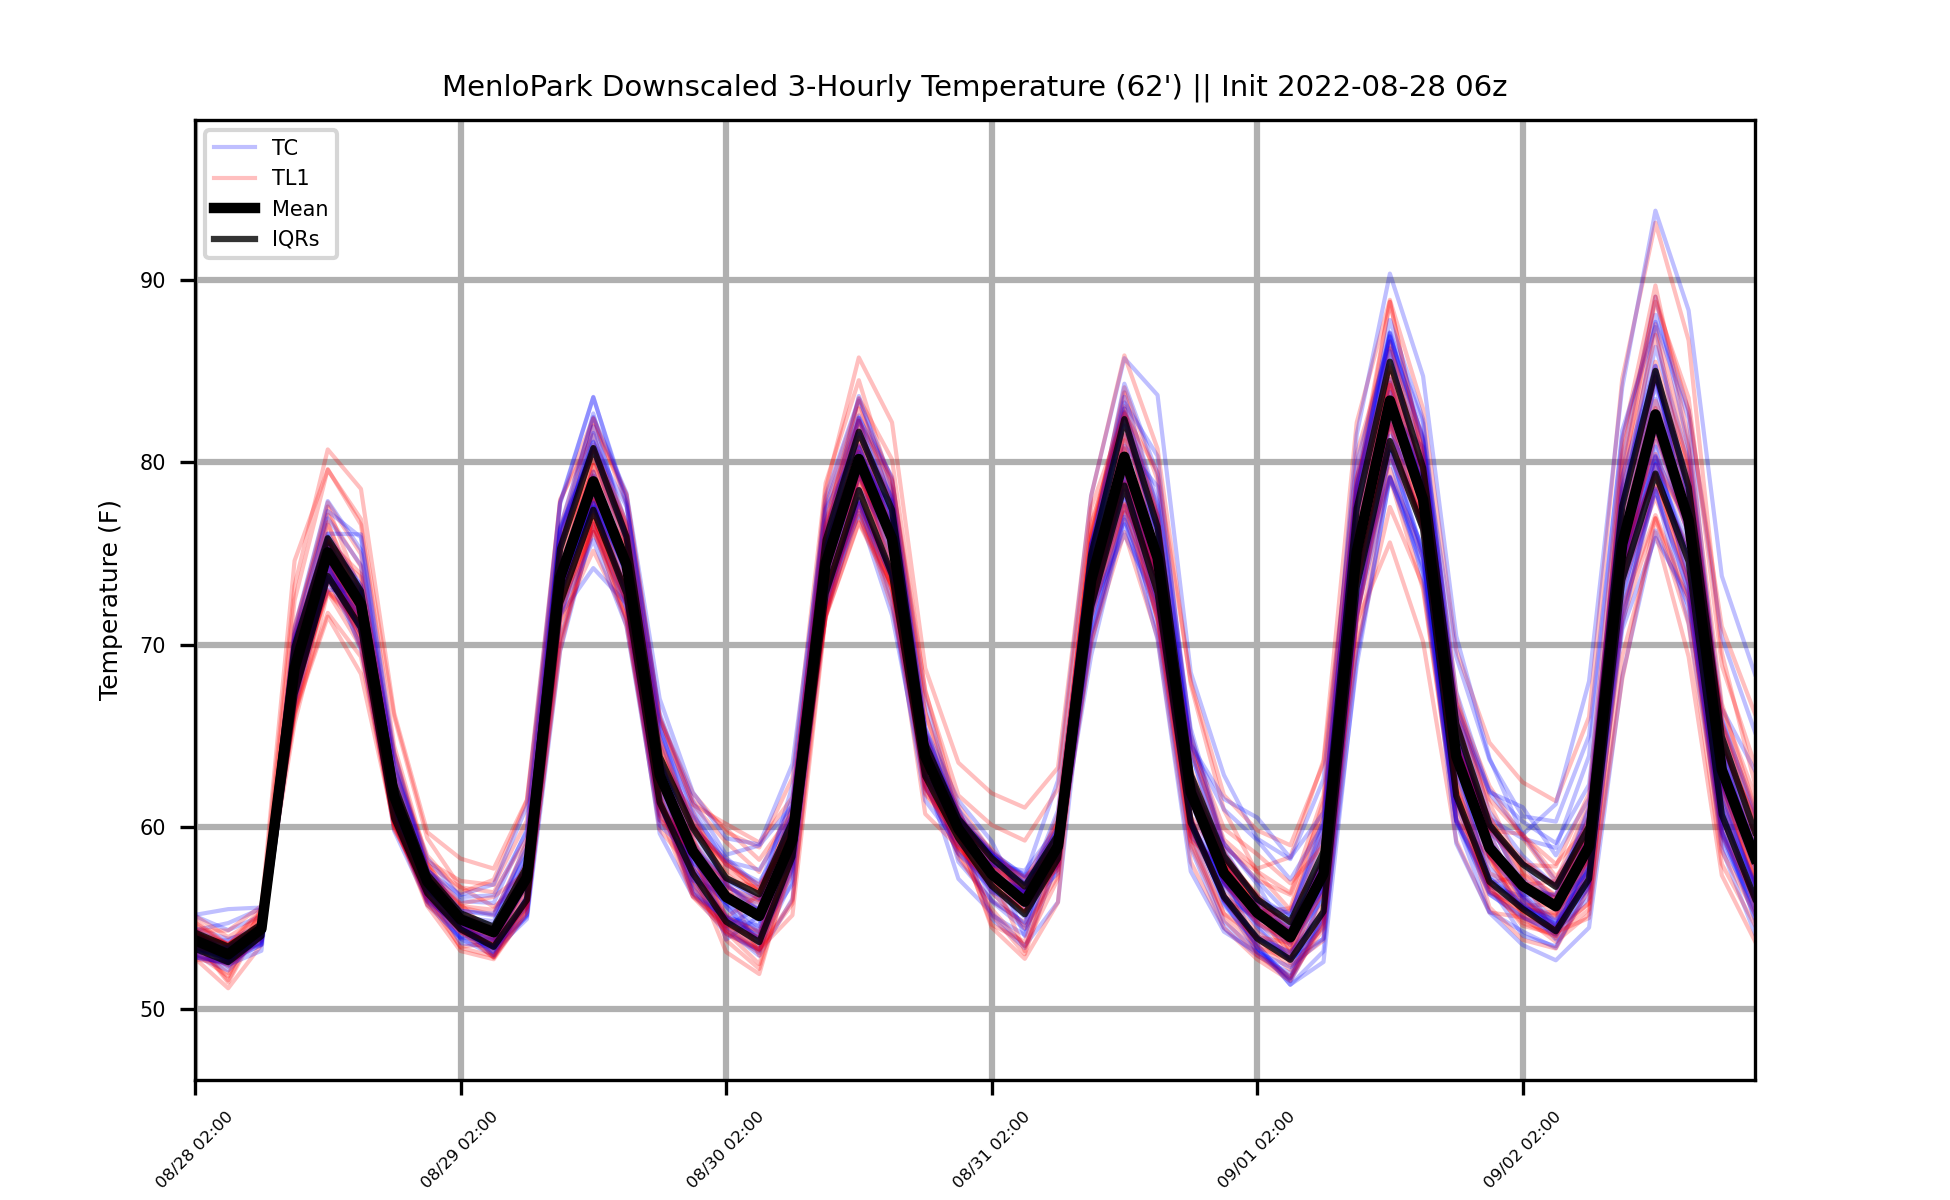 MenloPark Downscaled 3-Hourly Temperature (62') || Init 2022-08-28 06z
TC
TL1
Mean
IQRs
Temperature (F)
90
80
70
60
50
08/28 02:00
08/29 02:00
08/30 02:00
08/31 02:00
09/01 02:00
09/02 02:00